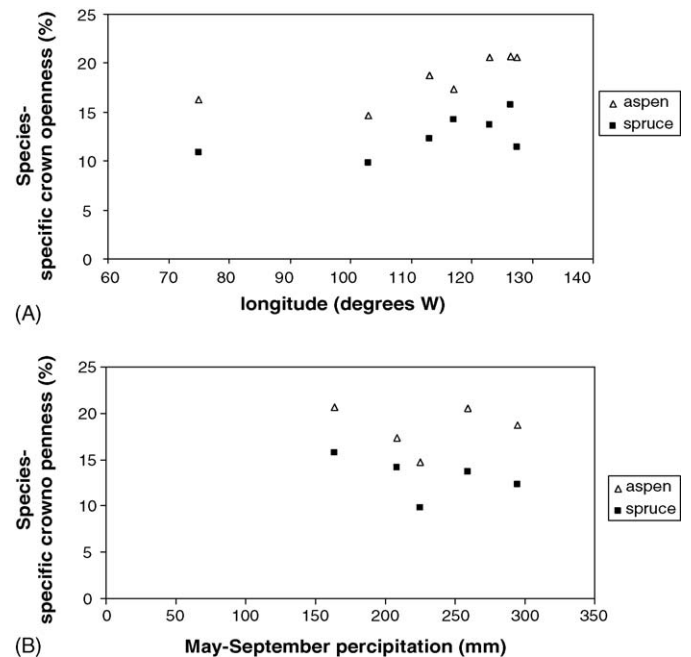 25
20
15
10
5
0
Species-
specific crown openness (%)
60 70 80 90 100 110 120 130 140
longitude (degrees W)
aspen
spruce
(A)
25
20
15
10
5
0
Species-
specific crowno penness (%)
0 50 100 150 200 250 300 350
May-September percipitation (mm)
aspen
spruce
(B)